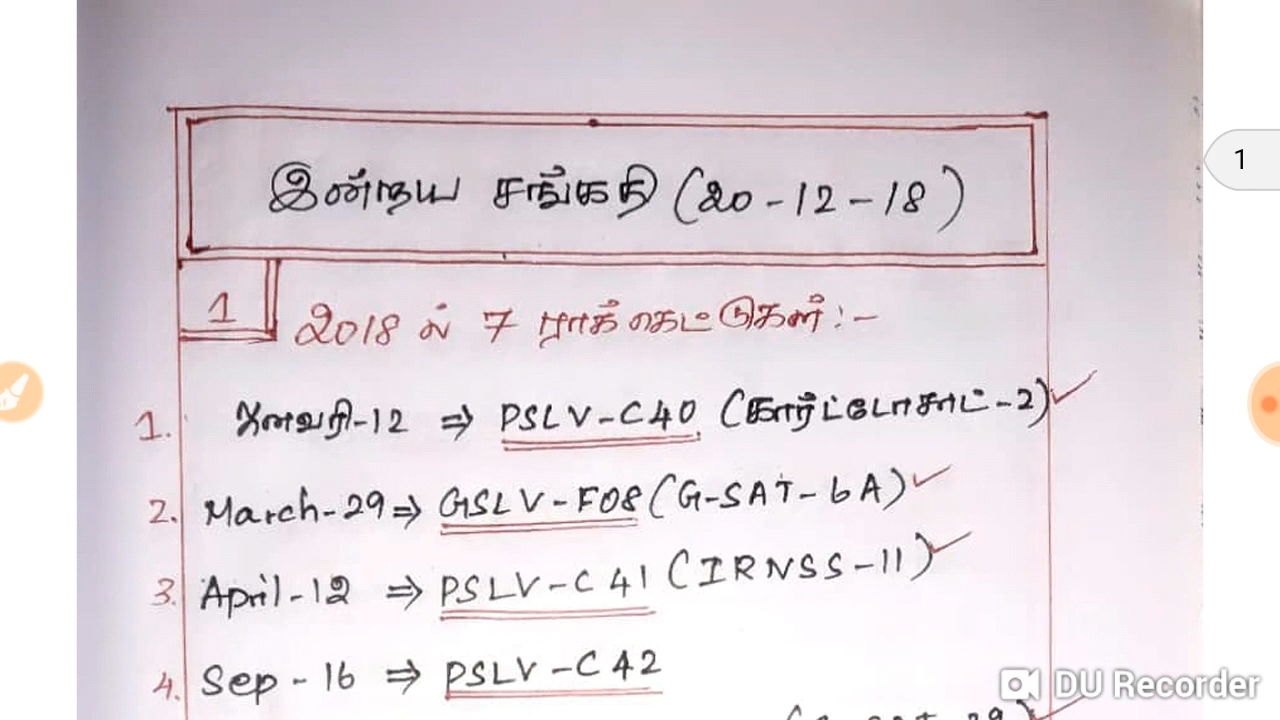 இன்றைய சங்கதி (20-12-18)
1
1
2018 ல் 7 ராக்கெட்டுகள் :-
1. ஜனவரி-12 ⇒ PSLV-C40 (கார்ட்டோசாட்-2) ✓
2. March-29 ⇒ GSLV-F08 (G-SAT-6A) ✓
3. April-12 ⇒ PSLV-C41 (IRNSS-11) ✓
4. Sep-16 ⇒ PSLV-C42
DU Recorder